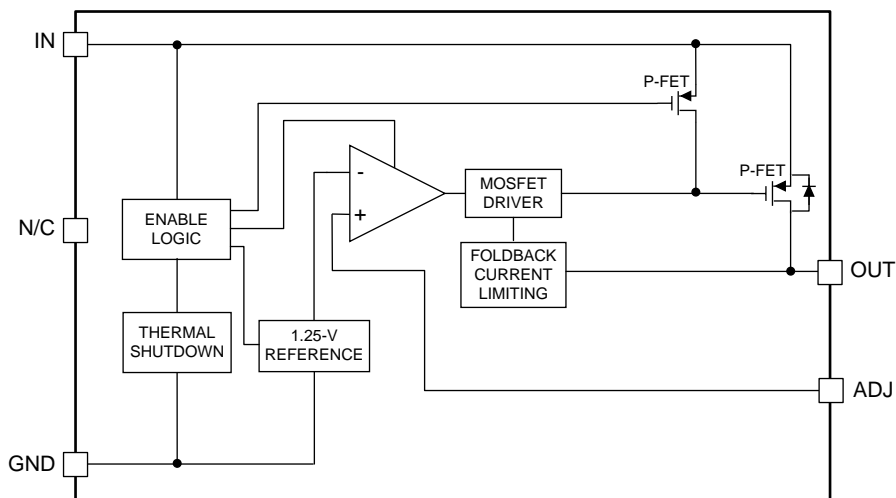 IN
P-FET
P-FET
-
+
MOSFET
DRIVER
N/C
ENABLE
LOGIC
FOLDBACK
CURRENT
LIMITING
OUT
THERMAL
SHUTDOWN
1.25-V
REFERENCE
ADJ
GND